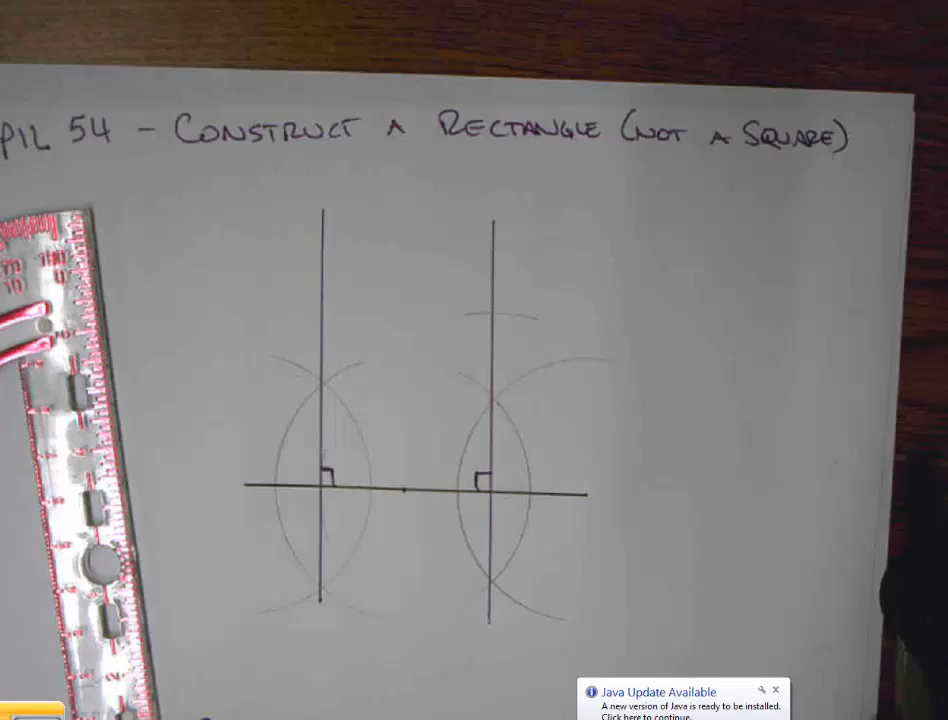 PIL 54 - CONSTRUCT A RECTANGLE (NOT A SQUARE)
Java Update Available
A new version of Java is ready to be installed.
Click here to continue.